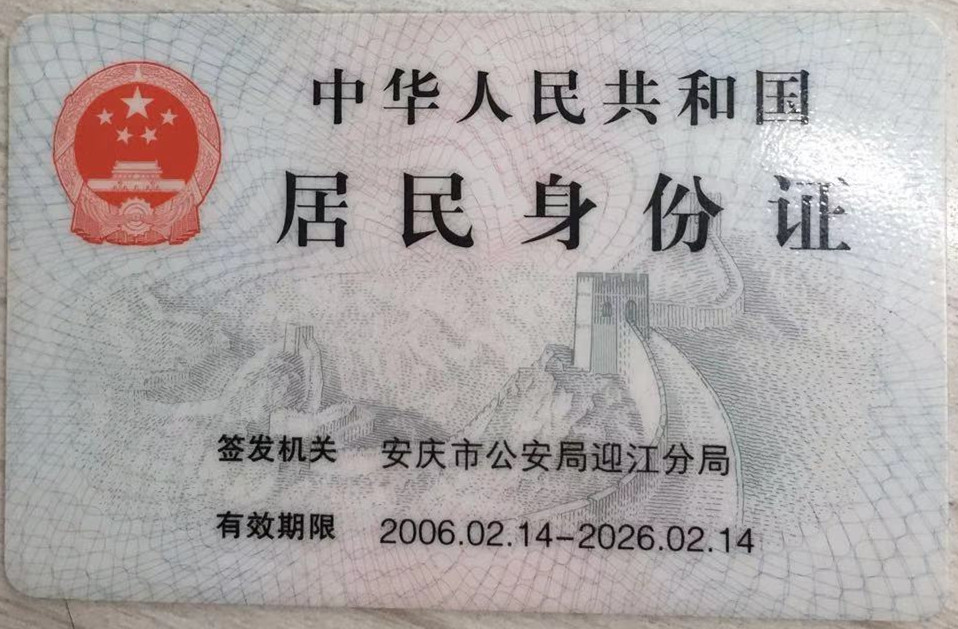 中华人民共和国
居民身份证
签发机关 安庆市公安局迎江分局
有效期限 2006.02.14-2026.02.14